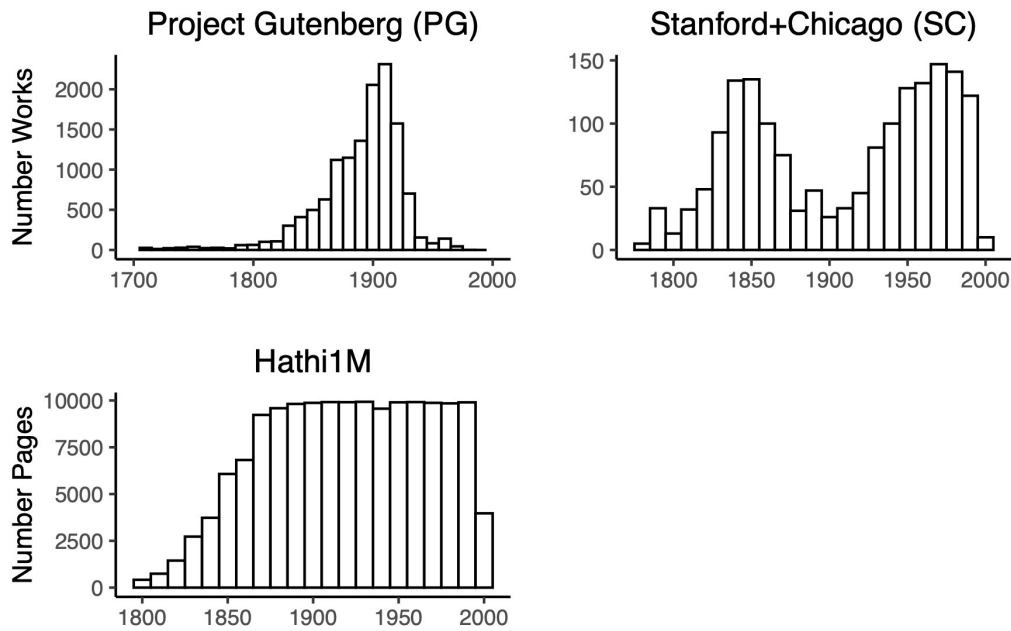 Project Gutenberg (PG)
Number Works
2000
1500
1000
500
0
1700 1800 1900 2000
Stanford+Chicago (SC)
150
100
50
0
1800 1850 1900 1950 2000
Hathi1M
Number Pages
10000
7500
5000
2500
0
1800 1850 1900 1950 2000